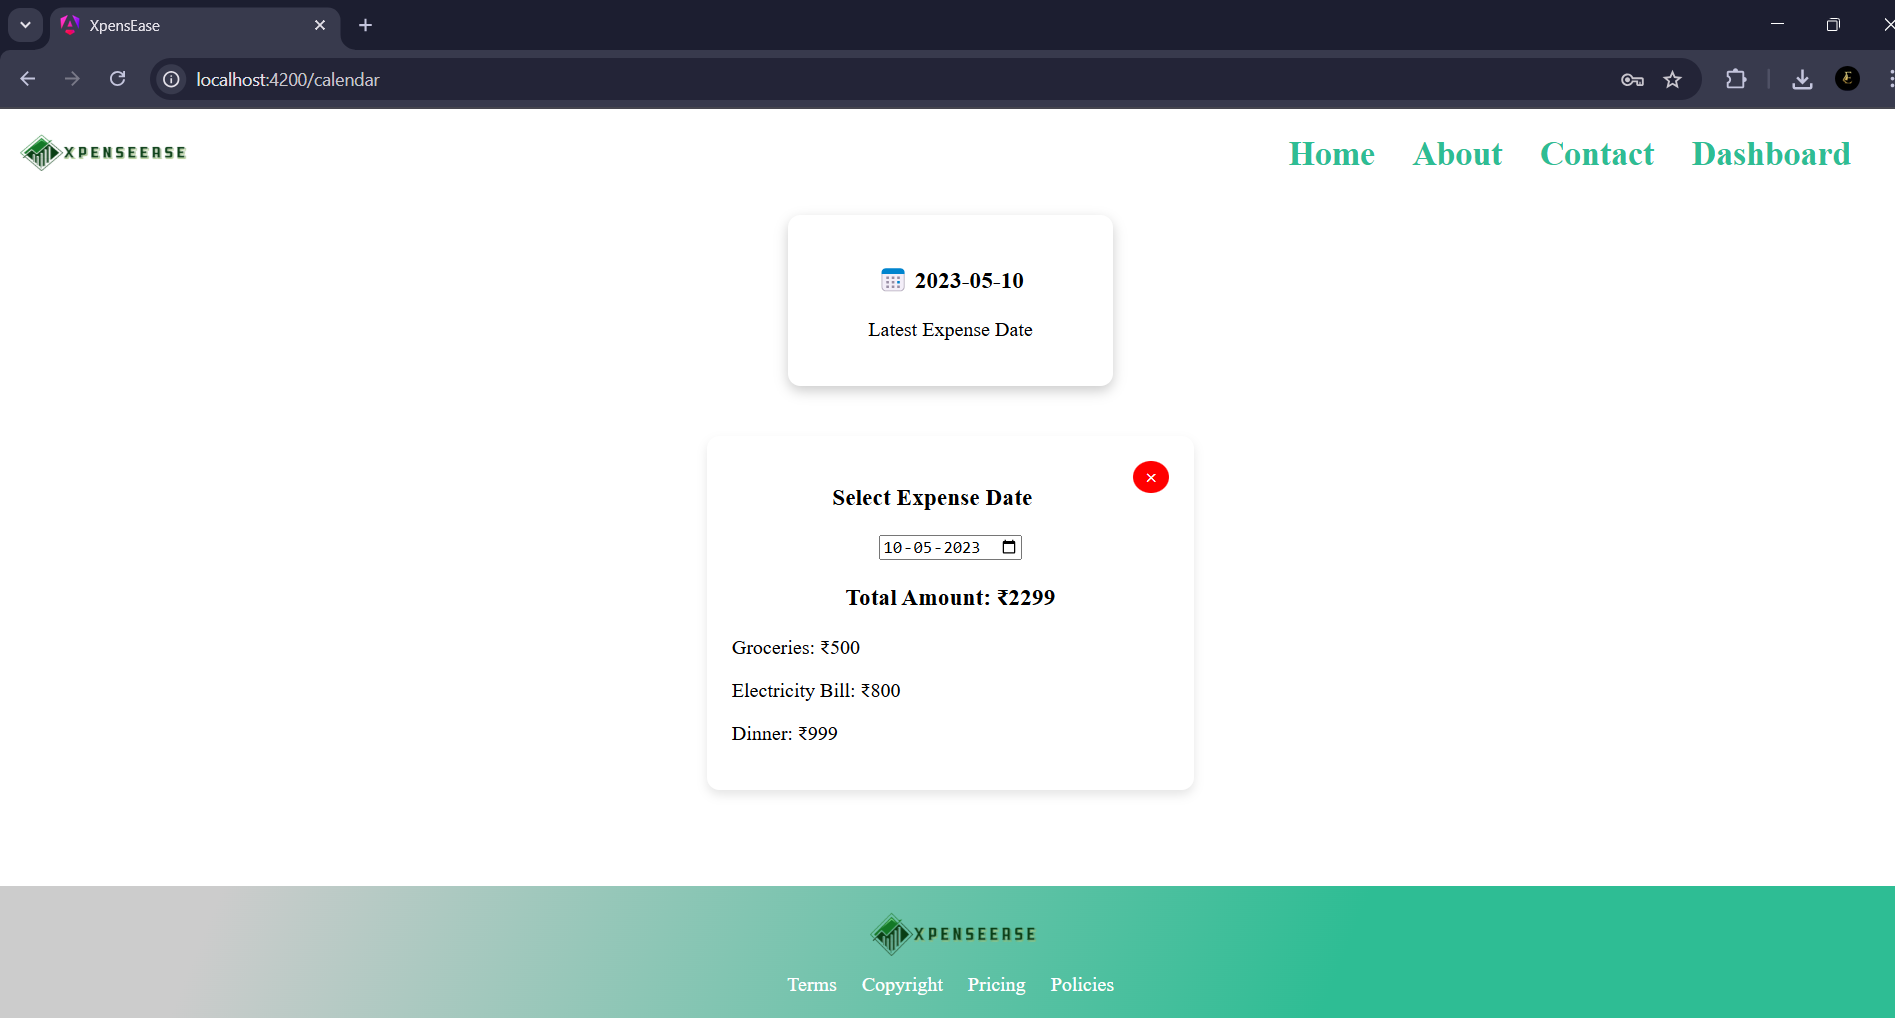 XpensEase
localhost:4200/calendar
XPENSEEASE
Home About Contact Dashboard
2023-05-10
Latest Expense Date
×
Select Expense Date
10-05-2023
Total Amount: ₹2299
Groceries: ₹500
Electricity Bill: ₹800
Dinner: ₹999
XPENSEEASE
Terms Copyright Pricing Policies